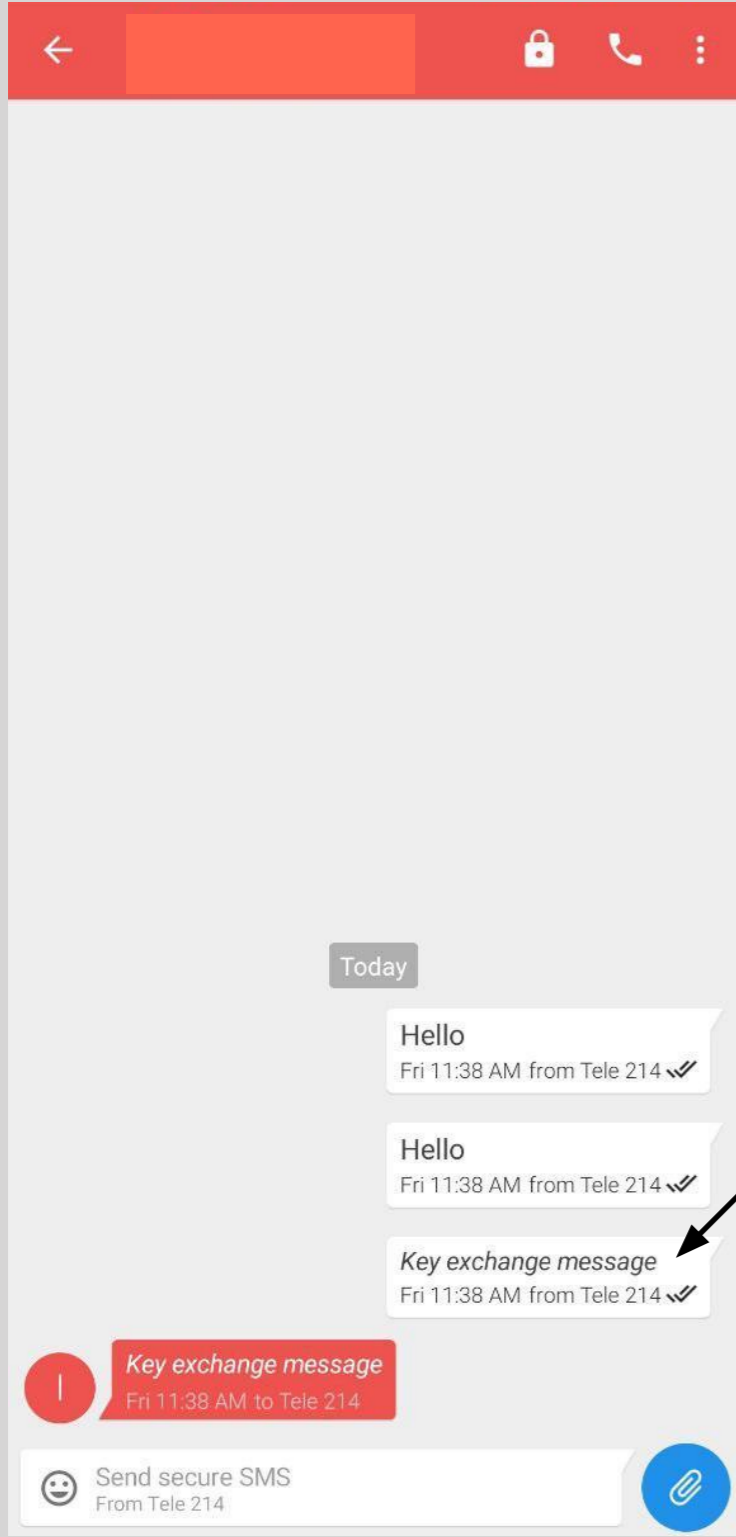 Today
Hello
Fri 11:38 AM from Tele 214
Hello
Fri 11:38 AM from Tele 214
Key exchange message
Fri 11:38 AM from Tele 214
Key exchange message
I
Fri 11:38 AM to Tele 214
Send secure SMS
From Tele 214